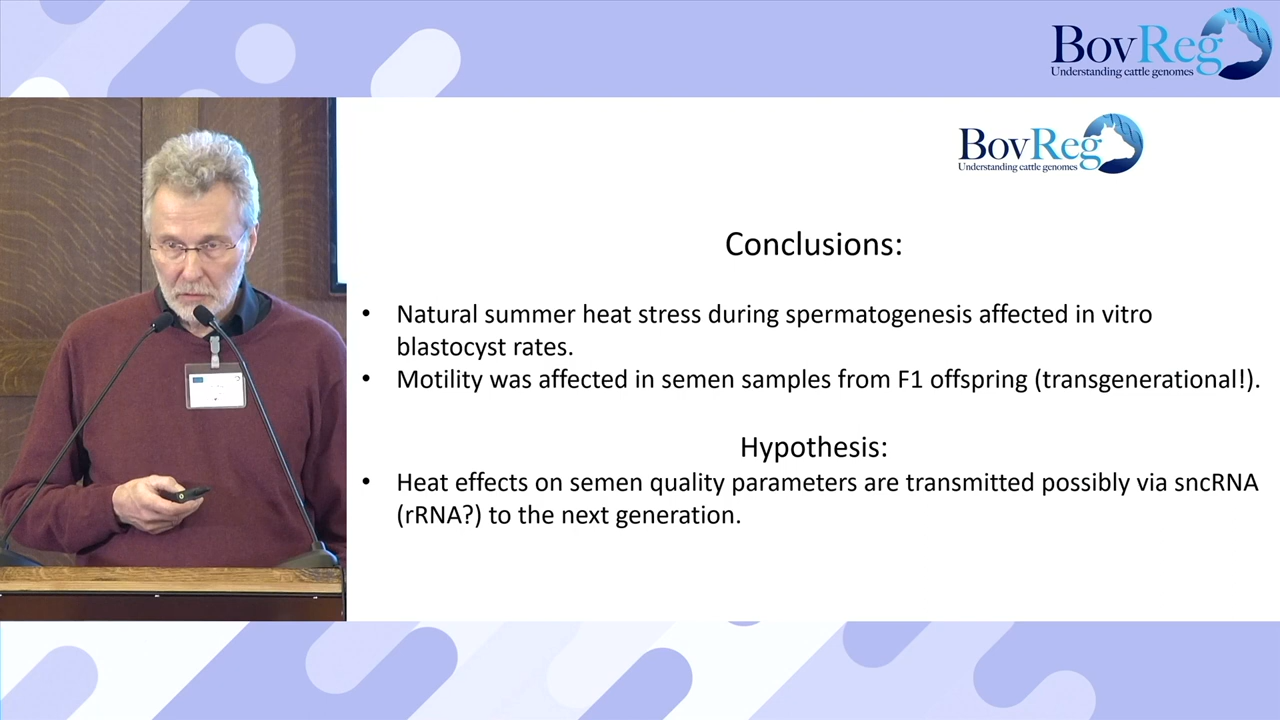 BovReg
Understanding cattle genomes
BovReg
Understanding cattle genomes
Conclusions:
• Natural summer heat stress during spermatogenesis affected in vitro
blastocyst rates.
• Motility was affected in semen samples from F1 offspring (transgenerational!).
Hypothesis:
• Heat effects on semen quality parameters are transmitted possibly via sncRNA
(rRNA?) to the next generation.